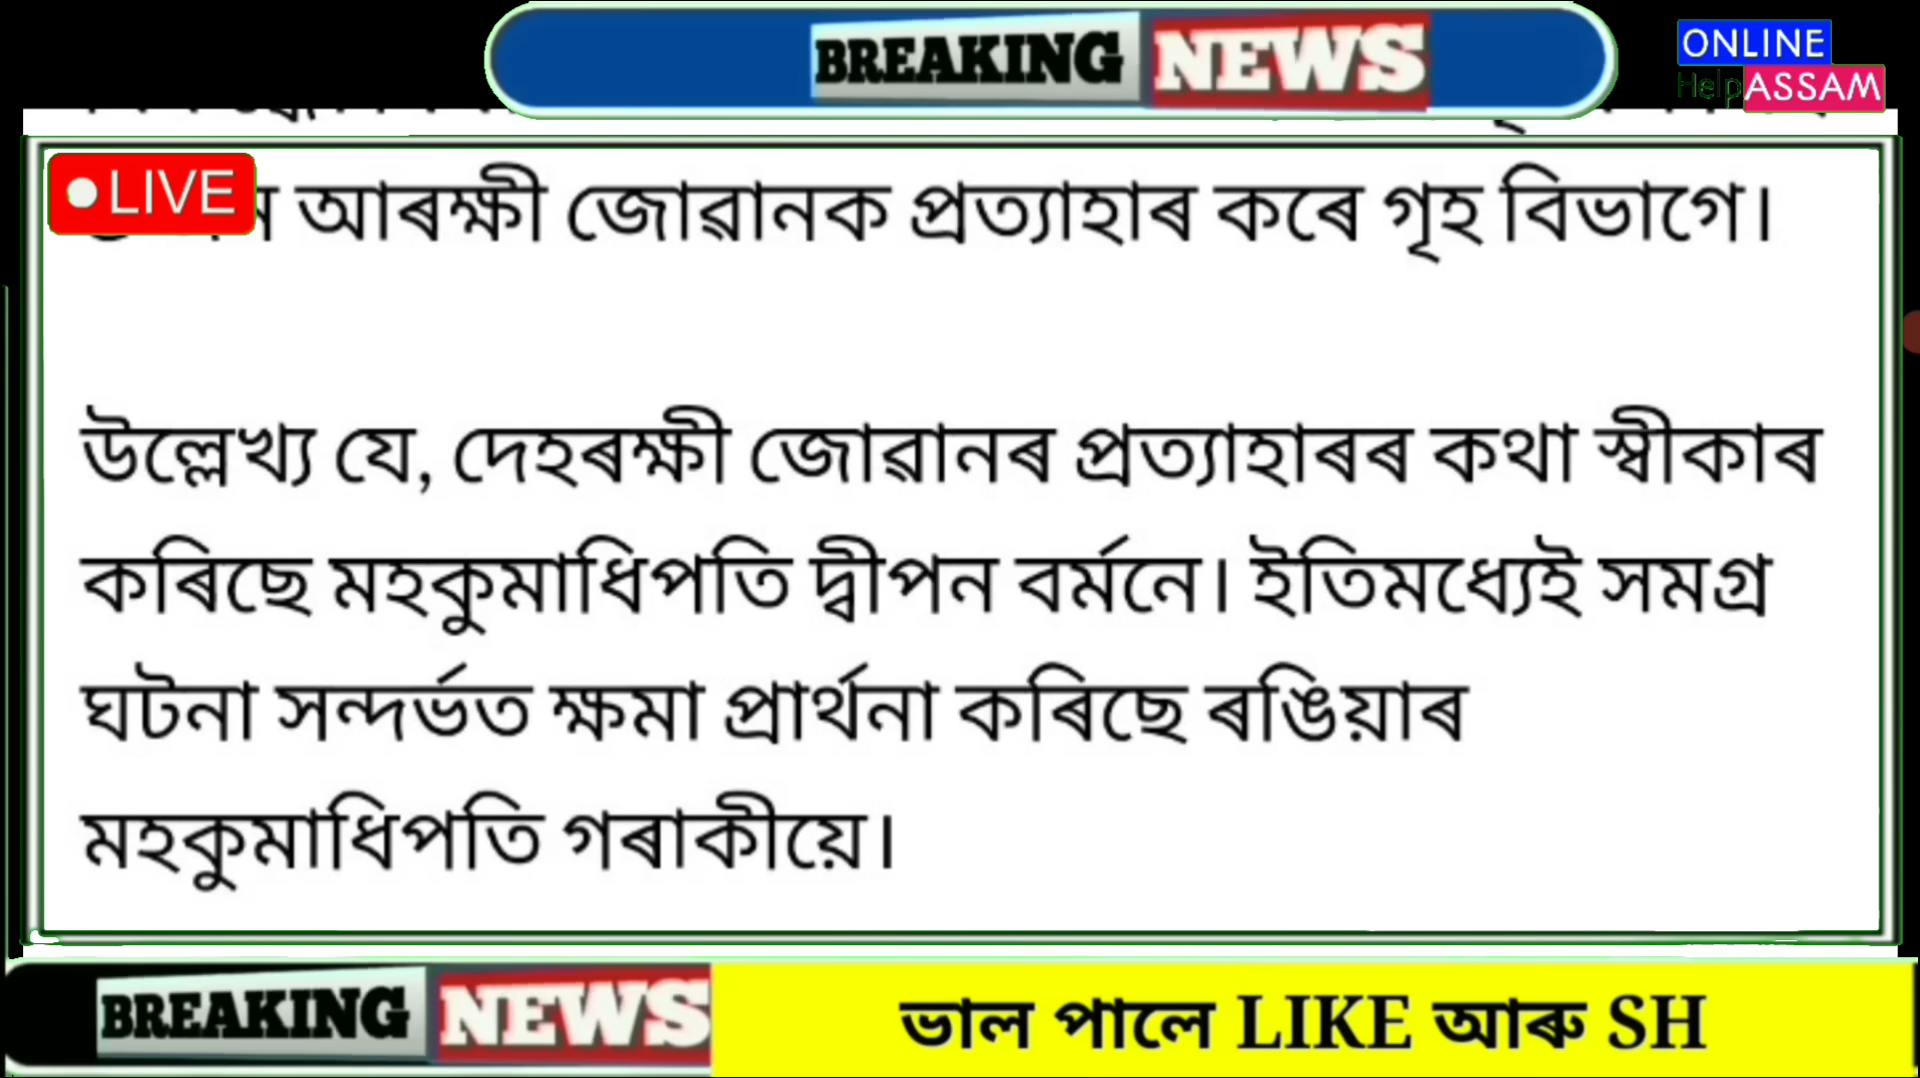 BREAKING NEWS
ONLINE
Help ASSAM
LIVE
আৰক্ষী জোৱানক প্ৰত্যাহাৰ কৰে গৃহ বিভাগে।
উল্লেখ্য যে, দেহৰক্ষী জোৱানৰ প্ৰত্যাহাৰৰ কথা স্বীকাৰ
কৰিছে মহকুমাধিপতি দ্বীপন বৰ্মনে। ইতিমধ্যেই সমগ্ৰ
ঘটনা সন্দৰ্ভত ক্ষমা প্ৰাৰ্থনা কৰিছে ৰঙিয়াৰ
মহকুমাধিপতি গৰাকীয়ে।
BREAKING NEWS
ভাল পালে LIKE আৰু SH